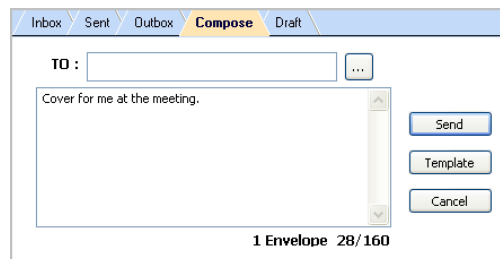 Inbox Sent Outbox Compose Draft
TO : ...
Cover for me at the meeting.
Send
Template
Cancel
1 Envelope 28/160